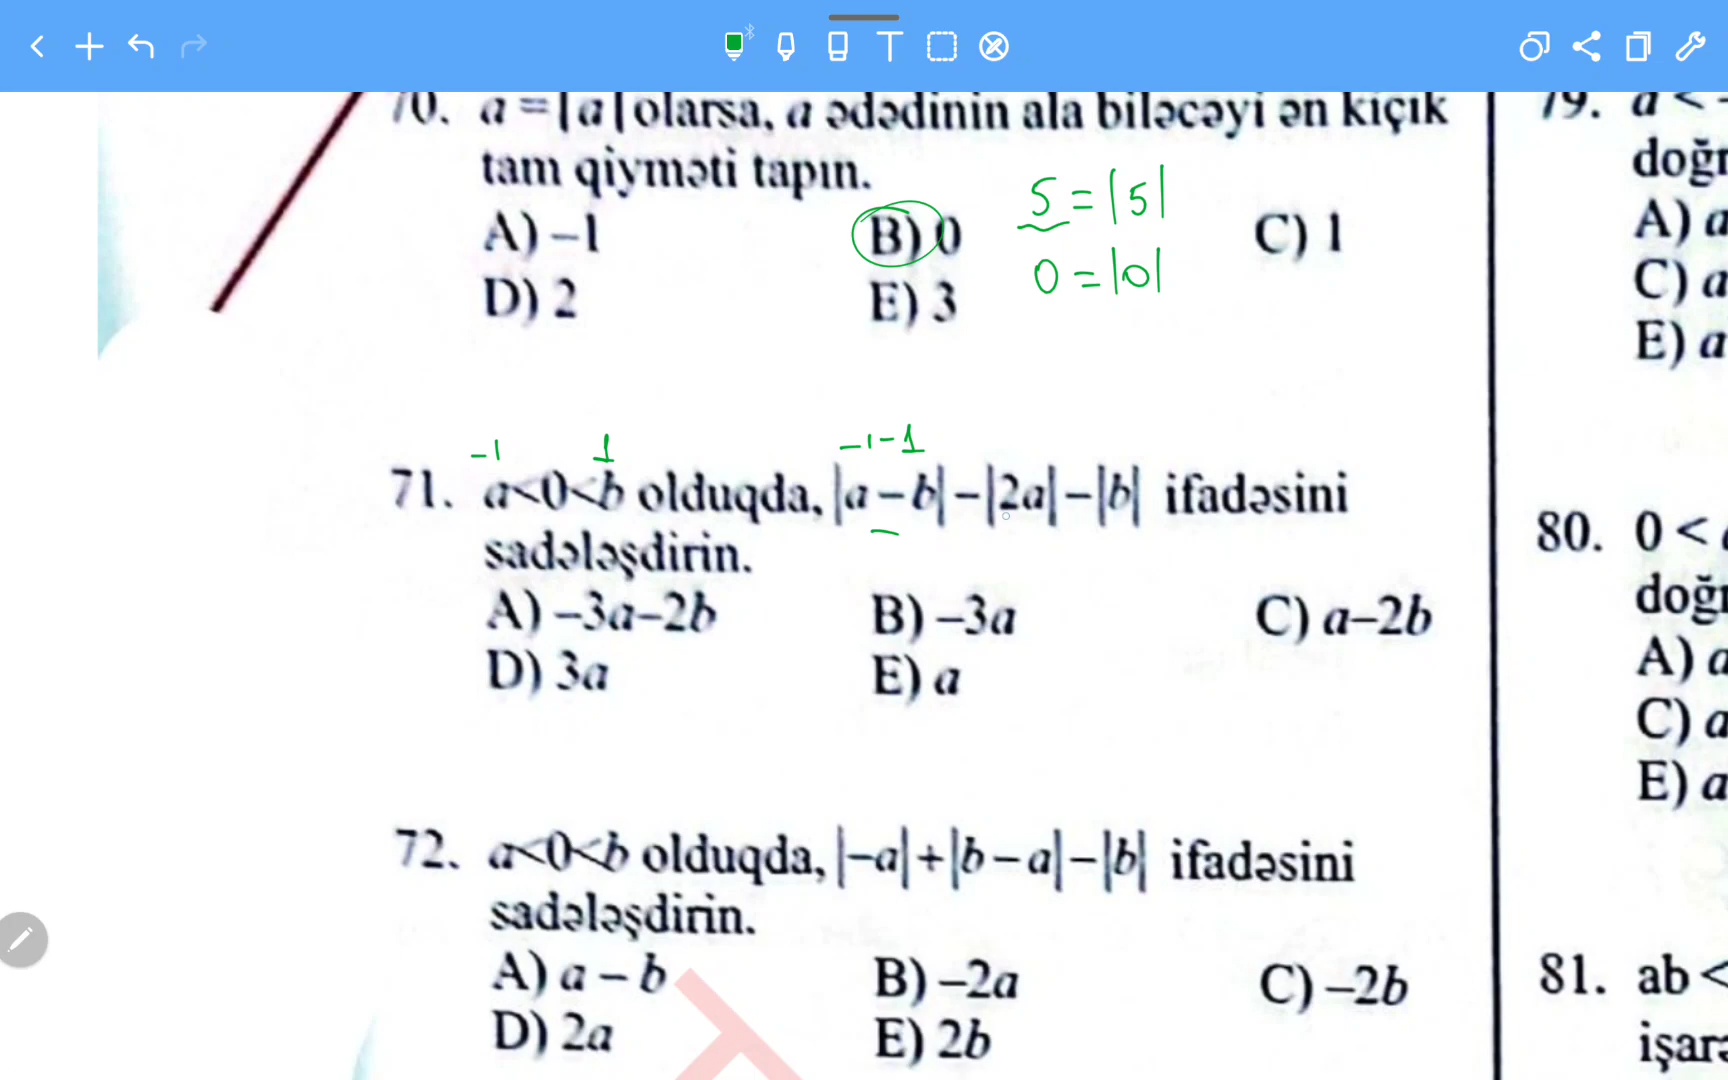 70. a = |a| olarsa, a ədədinin ala biləcəyi ən kiçik
tam qiyməti tapın.
A) –1 B) 0 C) 1
D) 2 E) 3
5 = |5|
0 = |0|
-1 1 -1-1
71. a<0<b olduqda, |a – b| – |2a| – |b| ifadəsini
sadələşdirin.
A) –3a–2b B) –3a C) a–2b
D) 3a E) a
72. a<0<b olduqda, |–a| + |b – a| – |b| ifadəsini
sadələşdirin.
A) a – b B) –2a C) –2b
D) 2a E) 2b
79. a < -
doğr
A) a
C) a
E) a
80. 0 <
doğr
A) a
C) a
E) a
81. ab <
işarə